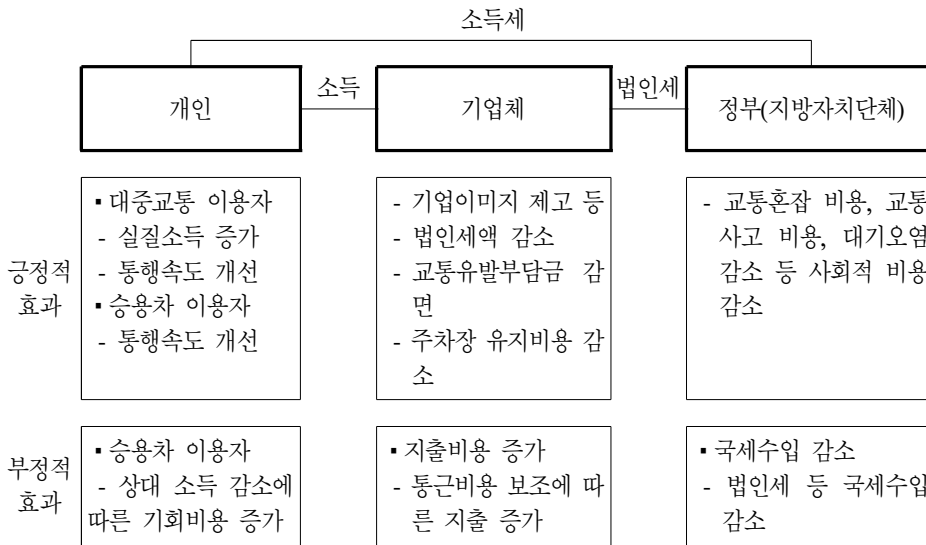 소득세
개인
소득
기업체
법인세
정부(지방자치단체)
긍정적
효과
▪대중교통 이용자
- 실질소득 증가
- 통행속도 개선
▪승용차 이용자
- 통행속도 개선
- 기업이미지 제고 등
- 법인세액 감소
- 교통유발부담금 감
면
- 주차장 유지비용 감
소
- 교통혼잡 비용, 교통
사고 비용, 대기오염
감소 등 사회적 비용
감소
부정적
효과
▪승용차 이용자
- 상대 소득 감소에
따른 기회비용 증가
▪지출비용 증가
- 통근비용 보조에 따
른 지출 증가
▪국세수입 감소
- 법인세 등 국세수입
감소